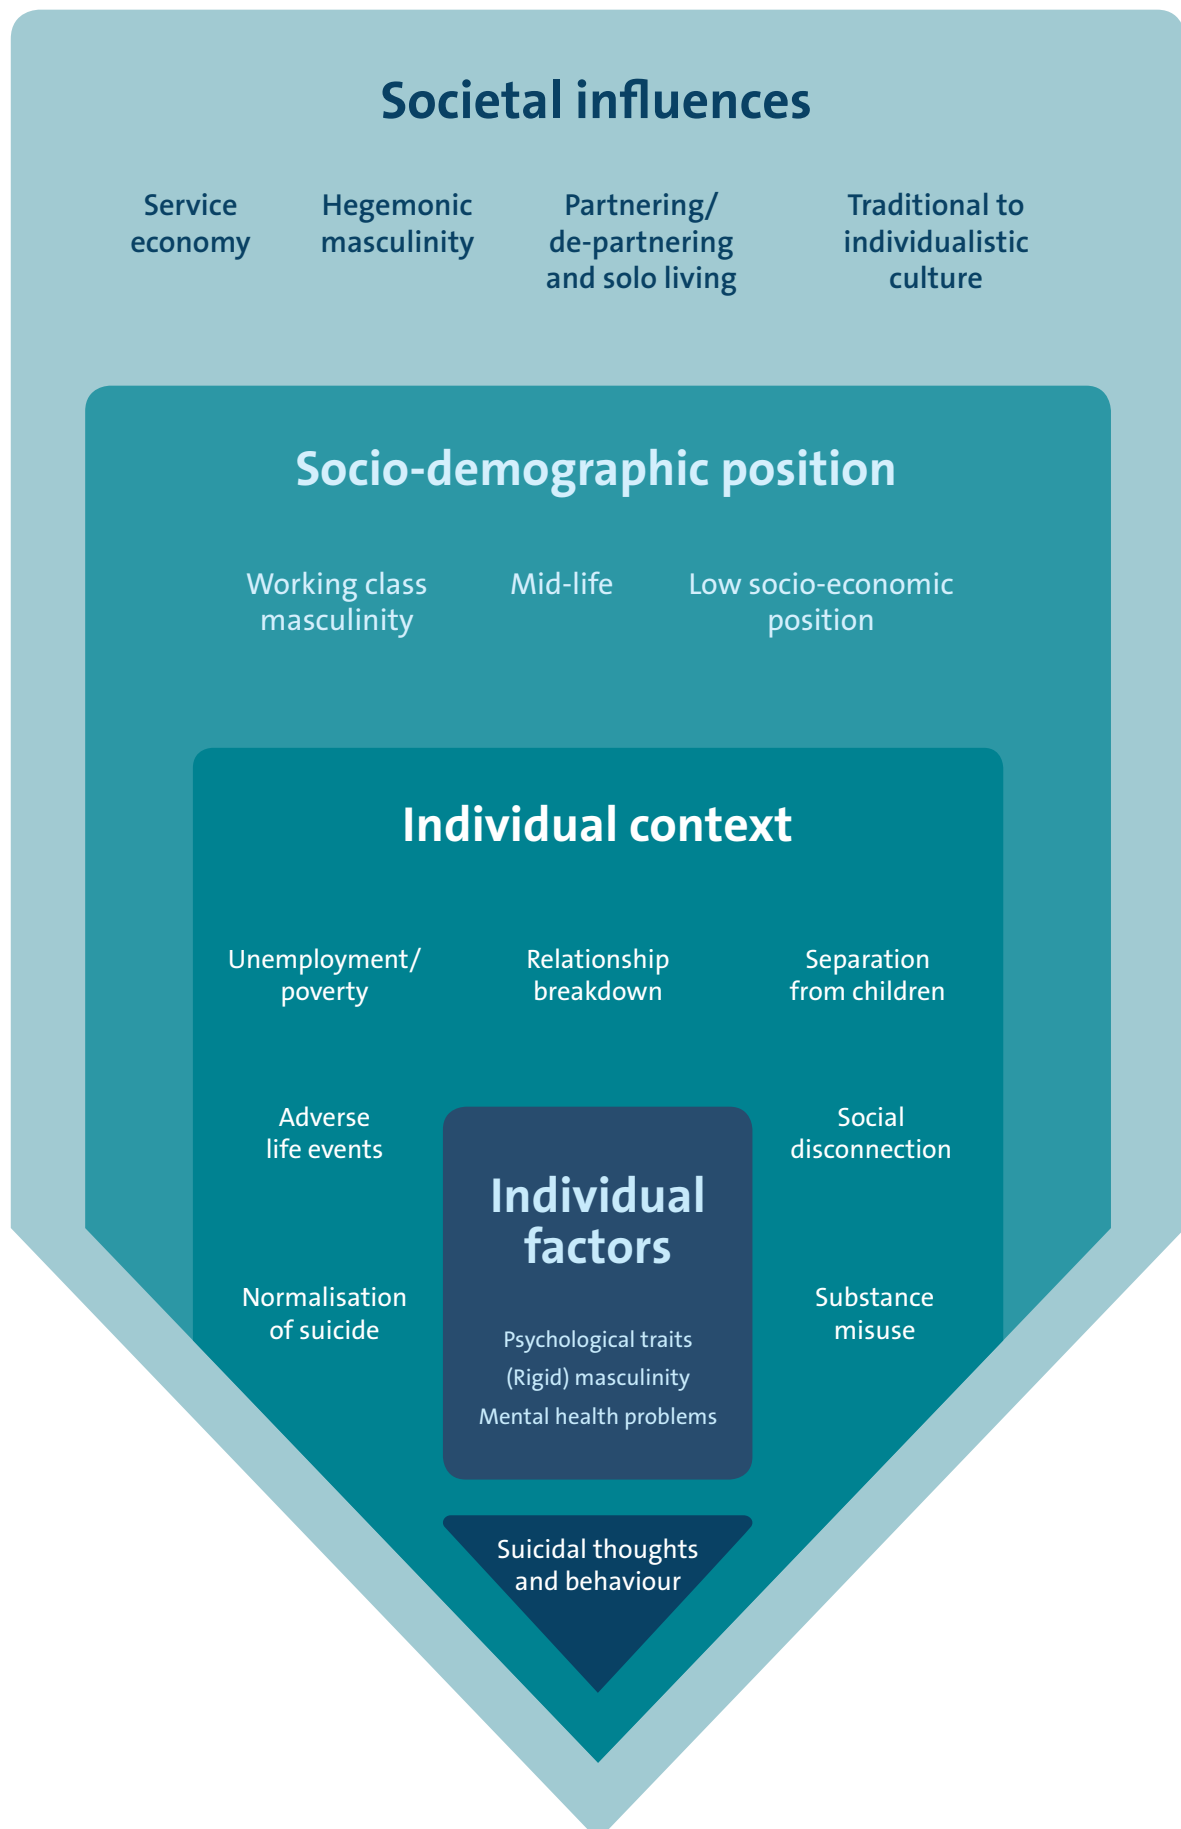 Societal influences
Service
economy
Hegemonic
masculinity
Partnering/
de-partnering
and solo living
Traditional to
individualistic
culture
Socio-demographic position
Working class
masculinity
Mid-life
Low socio-economic
position
Individual context
Unemployment/
poverty
Relationship
breakdown
Separation
from children
Adverse
life events
Social
disconnection
Individual
factors
Normalisation
of suicide
Substance
misuse
Psychological traits
(Rigid) masculinity
Mental health problems
Suicidal thoughts
and behaviour